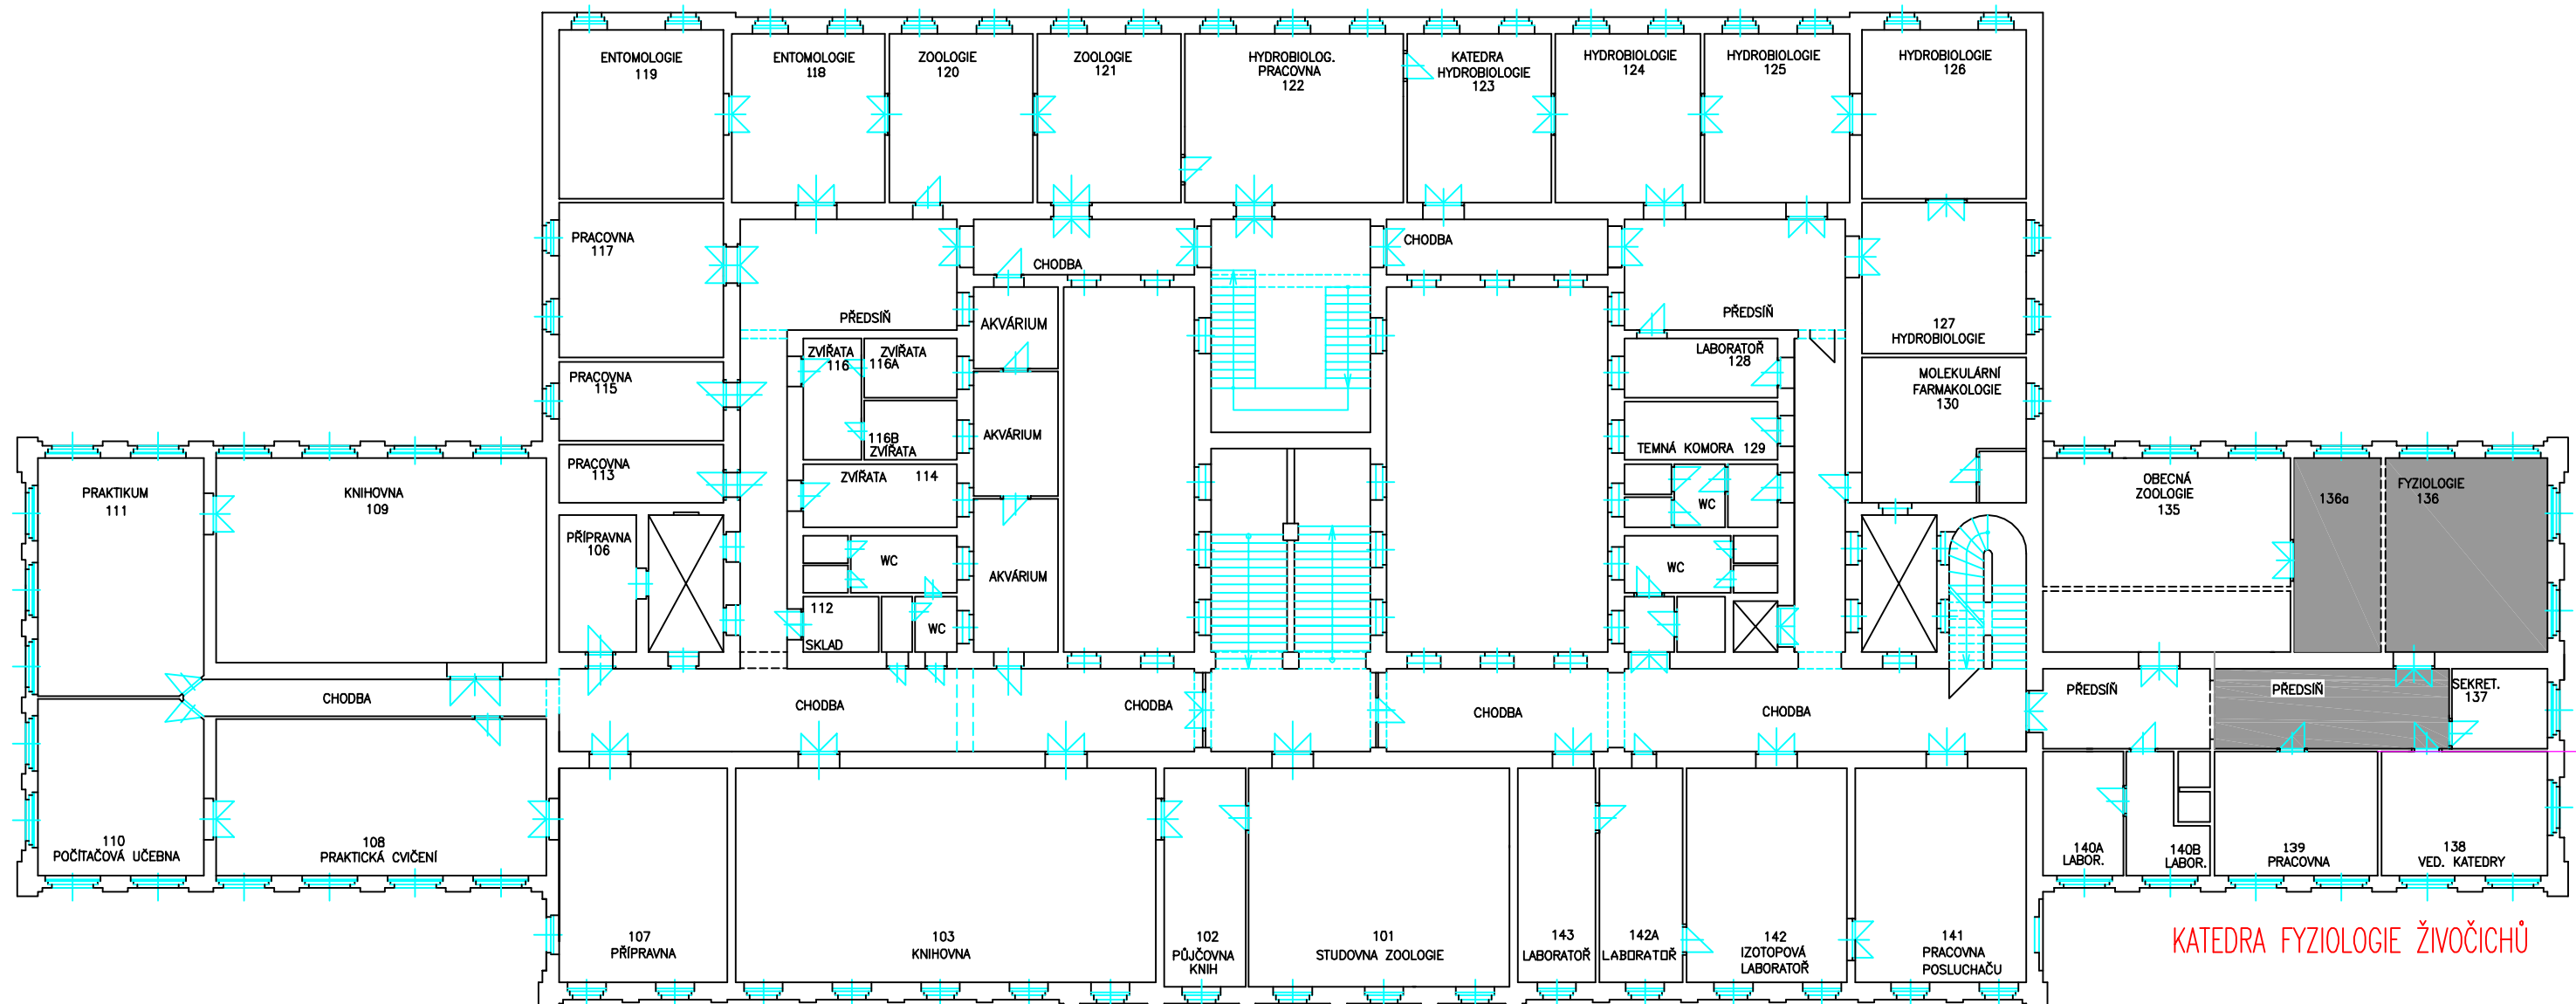 ENTOMOLOGIE
119
ENTOMOLOGIE
118
ZOOLOGIE
120
ZOOLOGIE
121
HYDROBIOLOG.
PRACOVNA
122
KATEDRA
HYDROBIOLOGIE
123
HYDROBIOLOGIE
124
HYDROBIOLOGIE
125
HYDROBIOLOGIE
126
PRACOVNA
117
CHODBA
CHODBA
PŘEDSÍŇ
PŘEDSÍŇ
127
HYDROBIOLOGIE
AKVÁRIUM
ZVÍŘATA
116
ZVÍŘATA
116A
LABORATOŘ
128
PRACOVNA
115
MOLEKULÁRNÍ
FARMAKOLOGIE
130
116B
ZVÍŘATA
AKVÁRIUM
TEMNÁ KOMORA 129
PRACOVNA
113
ZVÍŘATA 114
WC
PRAKTIKUM
111
KNIHOVNA
109
OBECNÁ
ZOOLOGIE
135
136a
FYZIOLOGIE
136
PŘÍPRAVNA
106
WC
AKVÁRIUM
WC
112
SKLAD
WC
CHODBA
CHODBA
CHODBA
CHODBA
CHODBA
PŘEDSÍŇ
PŘEDSÍŇ
SEKRET.
137
110
POČÍTAČOVÁ UČEBNA
108
PRAKTICKÁ CVIČENÍ
140A
LABOR.
140B
LABOR.
139
PRACOVNA
138
VED. KATEDRY
107
PŘÍPRAVNA
103
KNIHOVNA
102
PŮJČOVNA
KNIH
101
STUDOVNA ZOOLOGIE
143
LABORATOŘ
142A
LABORATOŘ
142
IZOTOPOVÁ
LABORATOŘ
141
PRACOVNA
POSLUCHAČU
KATEDRA FYZIOLOGIE ŽIVOČICHŮ